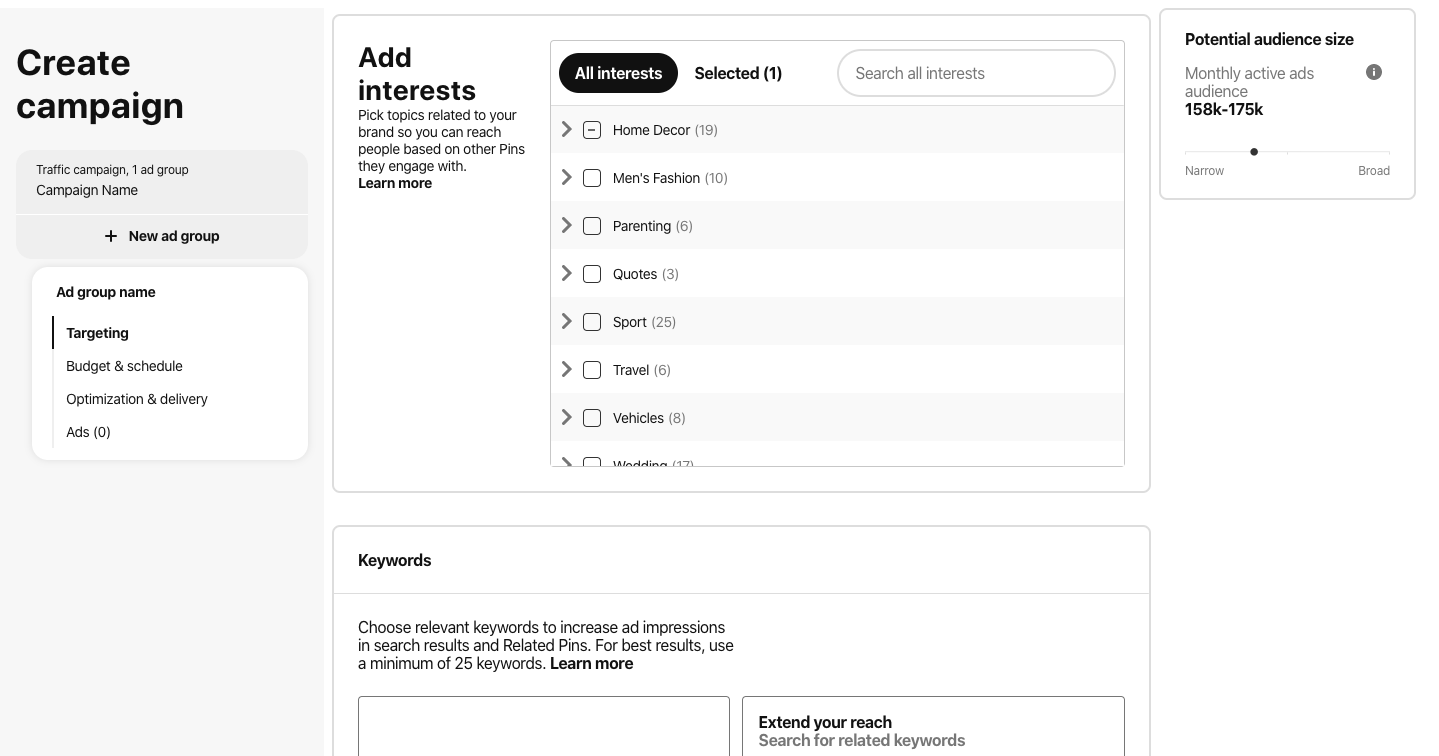 Create
campaign
Traffic campaign, 1 ad group
Campaign Name
New ad group
Ad group name
Targeting
Budget & schedule
Optimization & delivery
Ads (0)
Add
interests
Pick topics related to your
brand so you can reach
people based on other Pins
they engage with.
Learn more
All interests
Selected (1)
Search all interests
Home Decor (19)
Men's Fashion (10)
Parenting (6)
Quotes (3)
Sport (25)
Travel (6)
Vehicles (8)
Wedding (17)
Keywords
Choose relevant keywords to increase ad impressions
in search results and Related Pins. For best results, use
a minimum of 25 keywords. Learn more
Extend your reach
Search for related keywords
Potential audience size
Monthly active ads
audience
158k-175k
Narrow
Broad